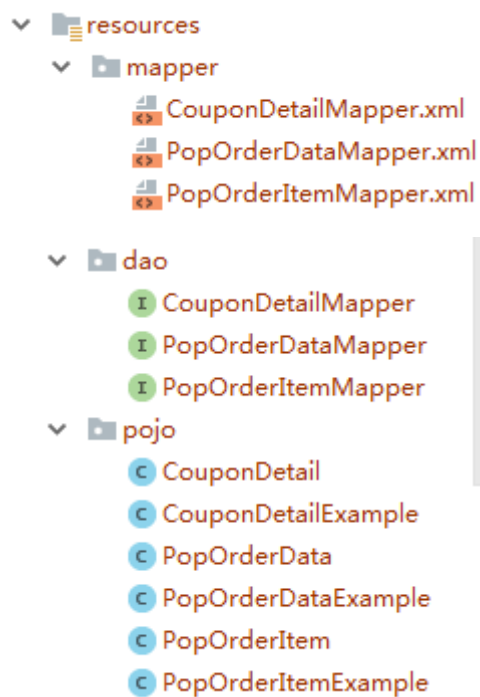 resources
mapper
CouponDetailMapper.xml
PopOrderDataMapper.xml
PopOrderItemMapper.xml
dao
I CouponDetailMapper
I PopOrderDataMapper
I PopOrderItemMapper
pojo
C CouponDetail
C CouponDetailExample
C PopOrderData
C PopOrderDataExample
C PopOrderItem
C PopOrderItemExample